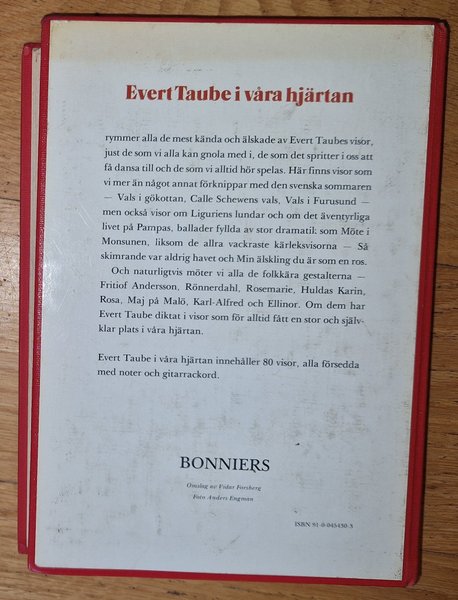 Evert Taube i våra hjärtan
rymmer alla de mest kända och älskade av Evert Taubes visor,
just de som vi alla kan gnola med i, de som det spritter i oss att
få dansa till och de som vi alltid hör spelas. Här finns visor som
vi mer än något annat förknippar med den svenska sommaren
– Vals i gökottan, Calle Schewens vals, Vals i Furusund –
men också visor om Liguriens lundar och om det äventyrliga
livet på Pampas, ballader fyllda av stor dramatik som Möte i
Monsunen, liksom de allra vackraste kärleksvisorna – Så
skimrande var aldrig havet och Min älskling du är som en ros.
Och naturligtvis möter vi alla de folkkära gestalterna –
Fritiof Andersson, Rönnerdahl, Rosemarie, Huldas Karin,
Rosa, Maj på Malö, Karl-Alfred och Ellinor. Om dem har
Evert Taube diktat i visor som för alltid fått en stor och själv-
klar plats i våra hjärtan.
Evert Taube i våra hjärtan innehåller 80 visor, alla försedda
med noter och gitarrackord.
BONNIERS
Omslag av Vidar Forsberg
Foto Anders Engman
ISBN 91-0-045450-3